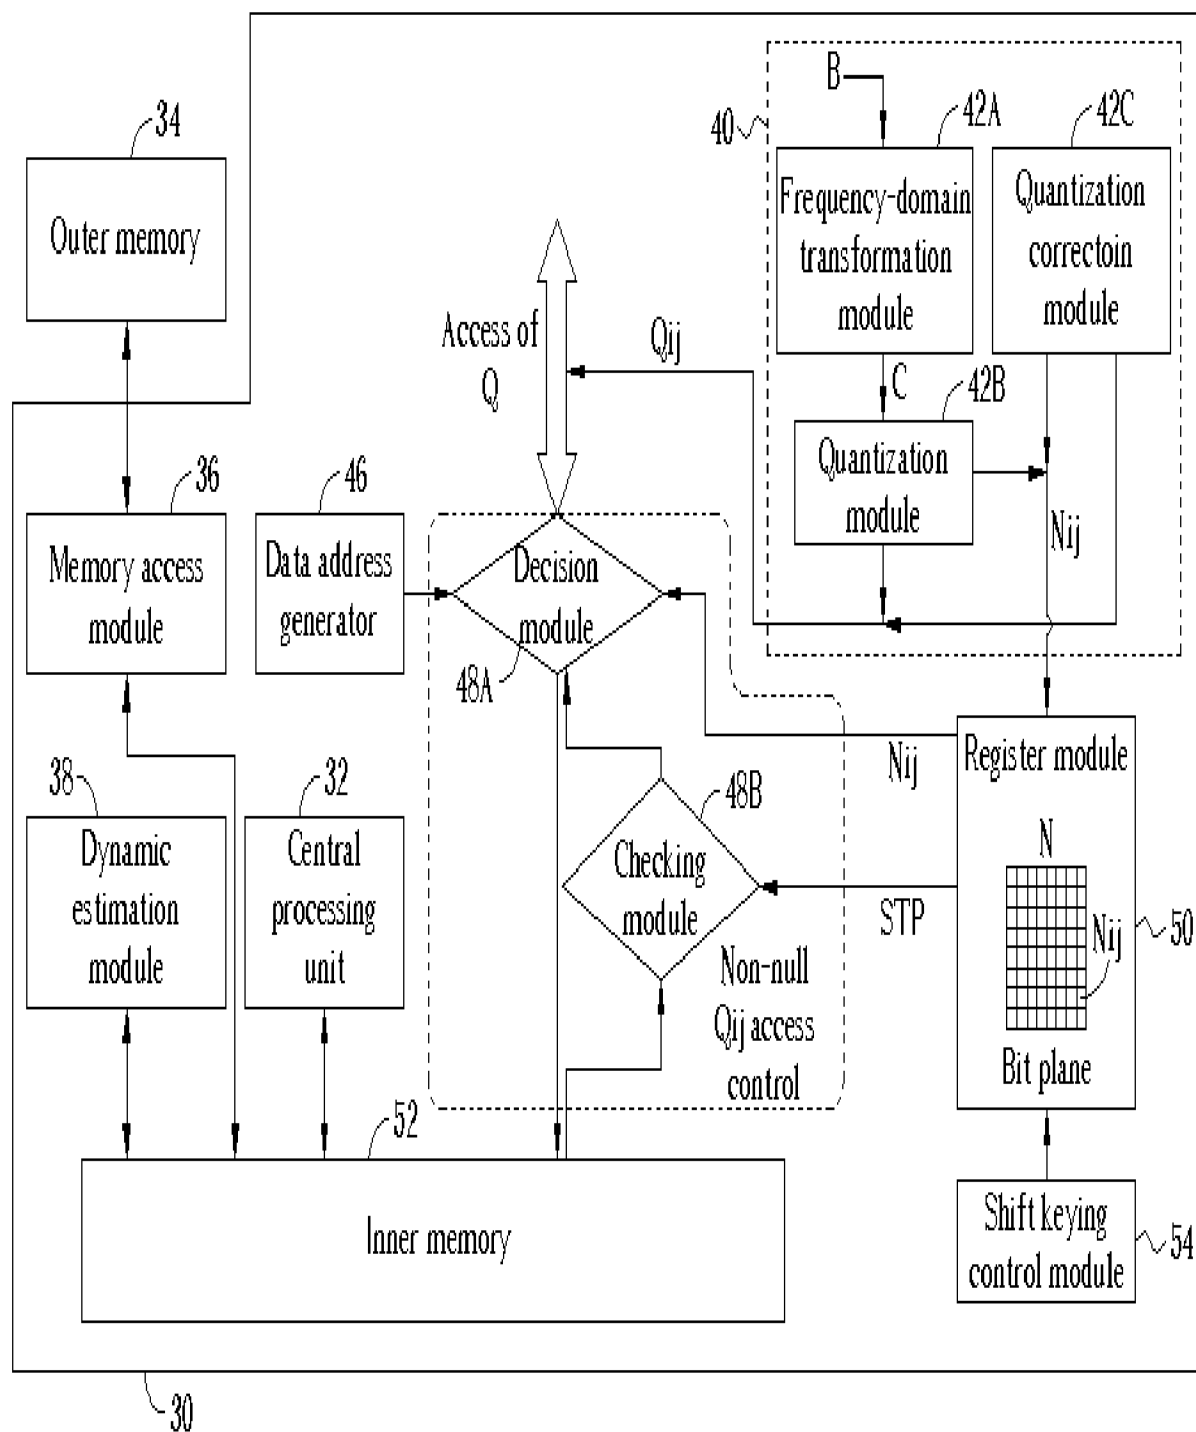 34
Outer memory
40
B
42A
42C
Frequency-domain
transformation
module
Quantization
correctoin
module
Access of
Q
Qij
C
42B
Quantization
module
Nij
36
Memory access
module
46
Data address
generator
Decision
module
48A
38
Dynamic
estimation
module
32
Central
processing
unit
48B
Checking
module
Nij
STP
Non-null
Qij access
control
Register module
N
Nij
Bit plane
50
52
Inner memory
Shift keying
control module
54
30